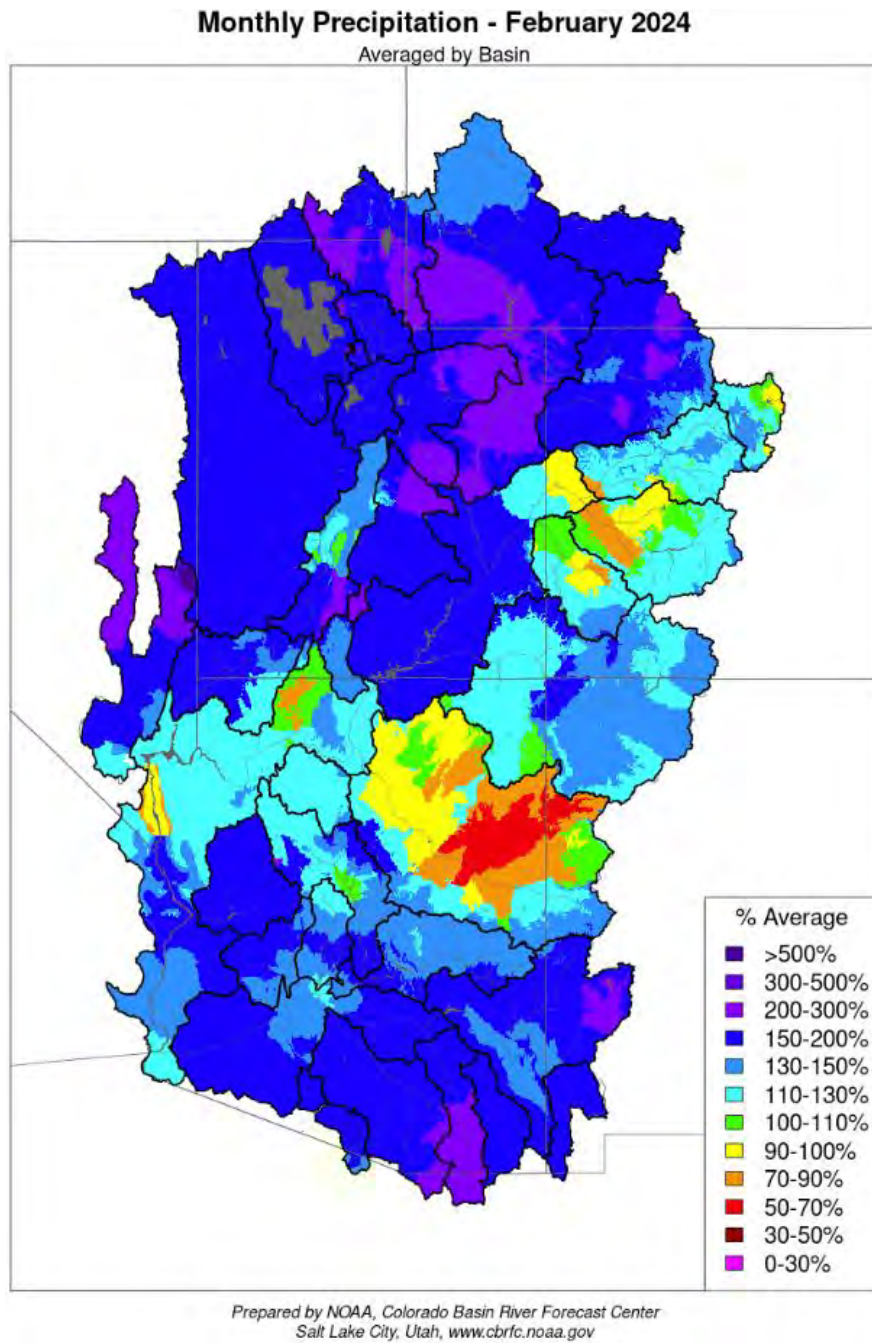 Monthly Precipitation - February 2024
Averaged by Basin
% Average
>500%
300-500%
200-300%
150-200%
130-150%
110-130%
100-110%
90-100%
70-90%
50-70%
30-50%
0-30%
Prepared by NOAA, Colorado Basin River Forecast Center
Salt Lake City, Utah, www.cbrfc.noaa.gov